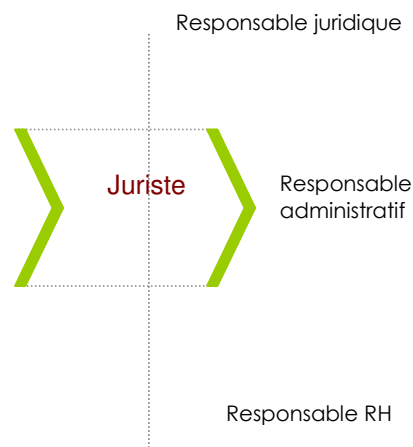 Responsable juridique
Juriste
Responsable
administratif
Responsable RH